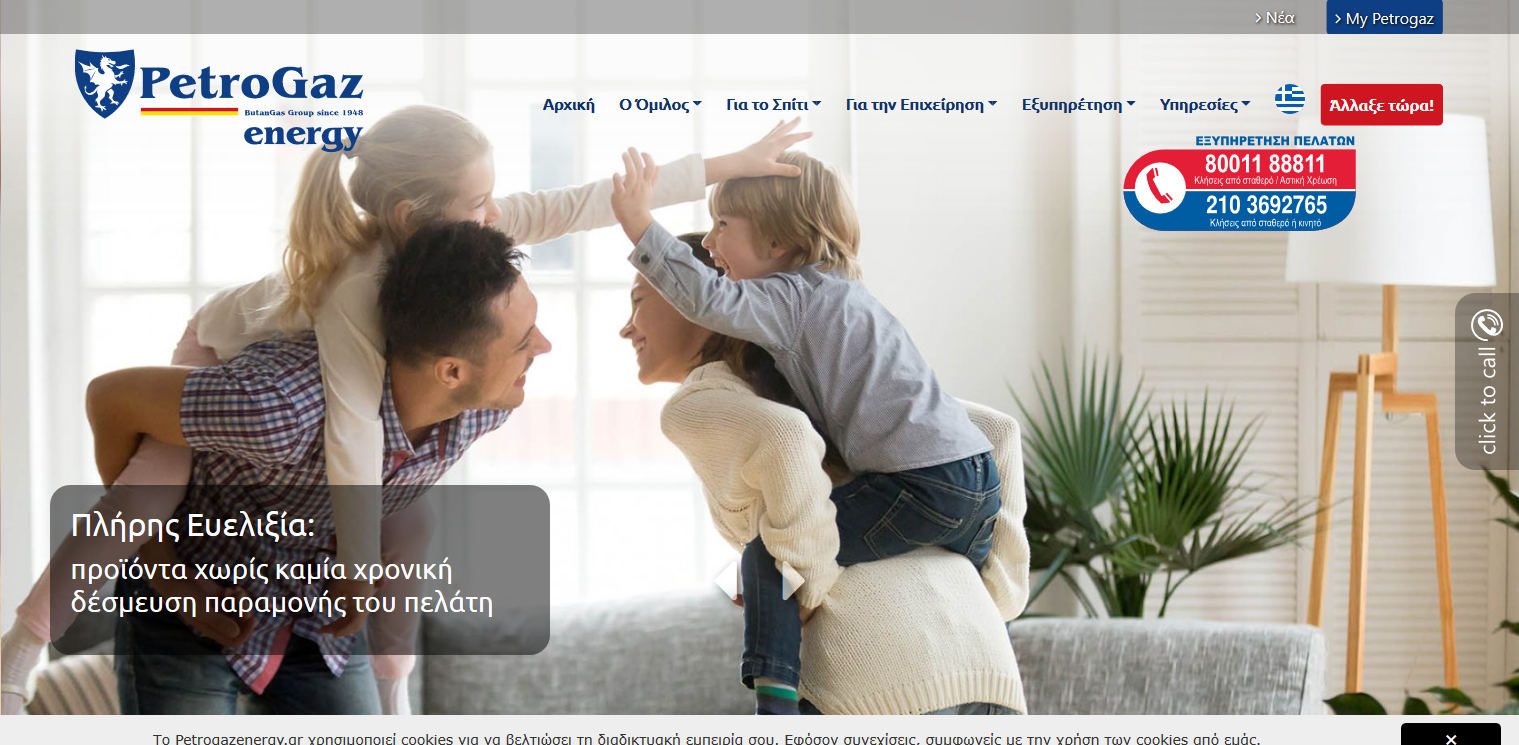 › Νέα
› My Petrogaz
PetroGaz
ButanGas Group since 1948
energy
Αρχική Ο Όμιλος Για το Σπίτι Για την Επιχείρηση Εξυπηρέτηση Υπηρεσίες Άλλαξε τώρα!
ΕΞΥΠΗΡΕΤΗΣΗ ΠΕΛΑΤΩΝ
80011 88811
Κλήσεις από σταθερό / Αστική Χρέωση
210 3692765
Κλήσεις από σταθερό ή κινητό
click to call
Πλήρης Ευελιξία:
προϊόντα χωρίς καμία χρονική
δέσμευση παραμονής του πελάτη
Το Petrogazenergy.gr χρησιμοποιεί cookies για να βελτιώσει τη διαδικτυακή εμπειρία σου. Εφόσον συνεχίσεις, συμφωνείς με την χρήση των cookies από εμάς.